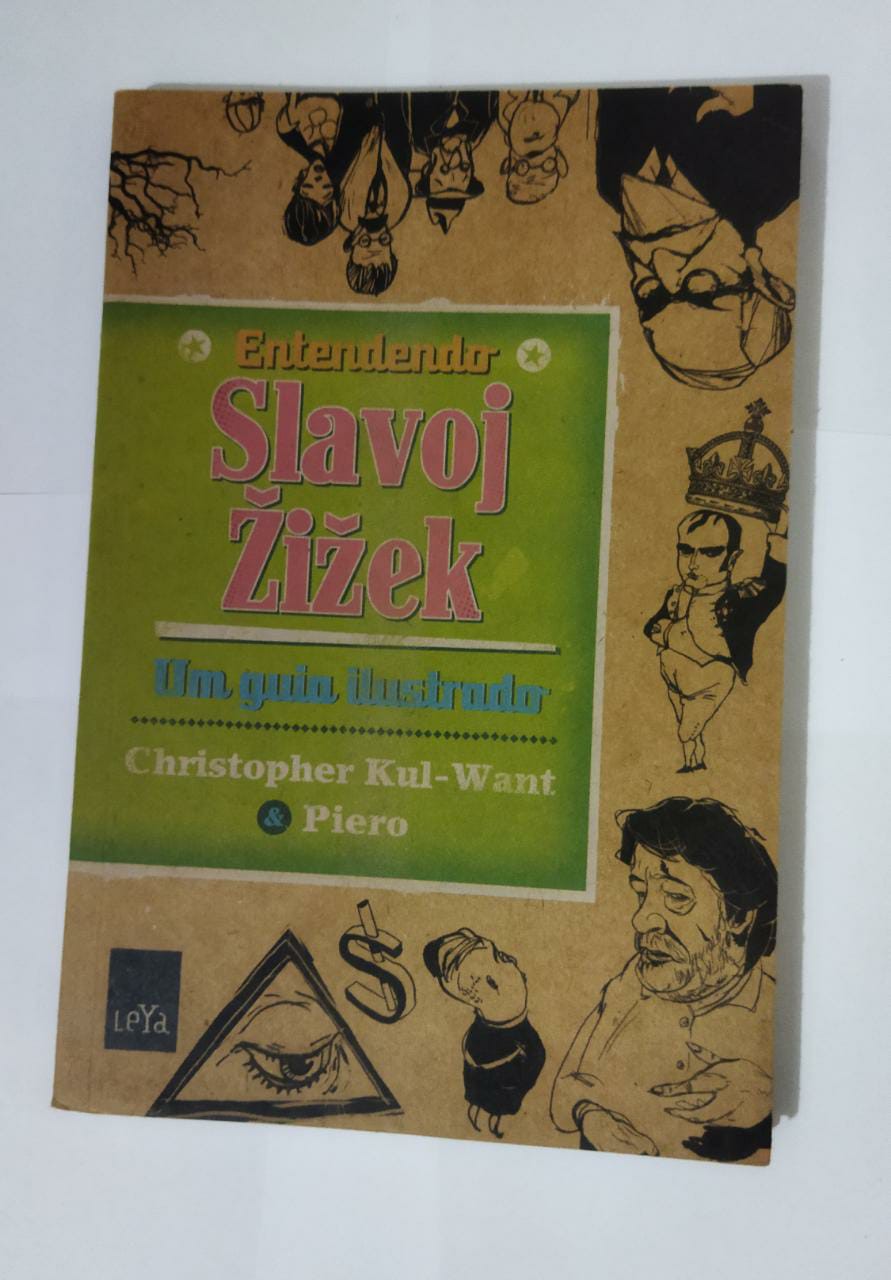 Entendendo
Slavoj
Žižek
Um guia ilustrado
Christopher Kul-Want
& Piero
LeYa